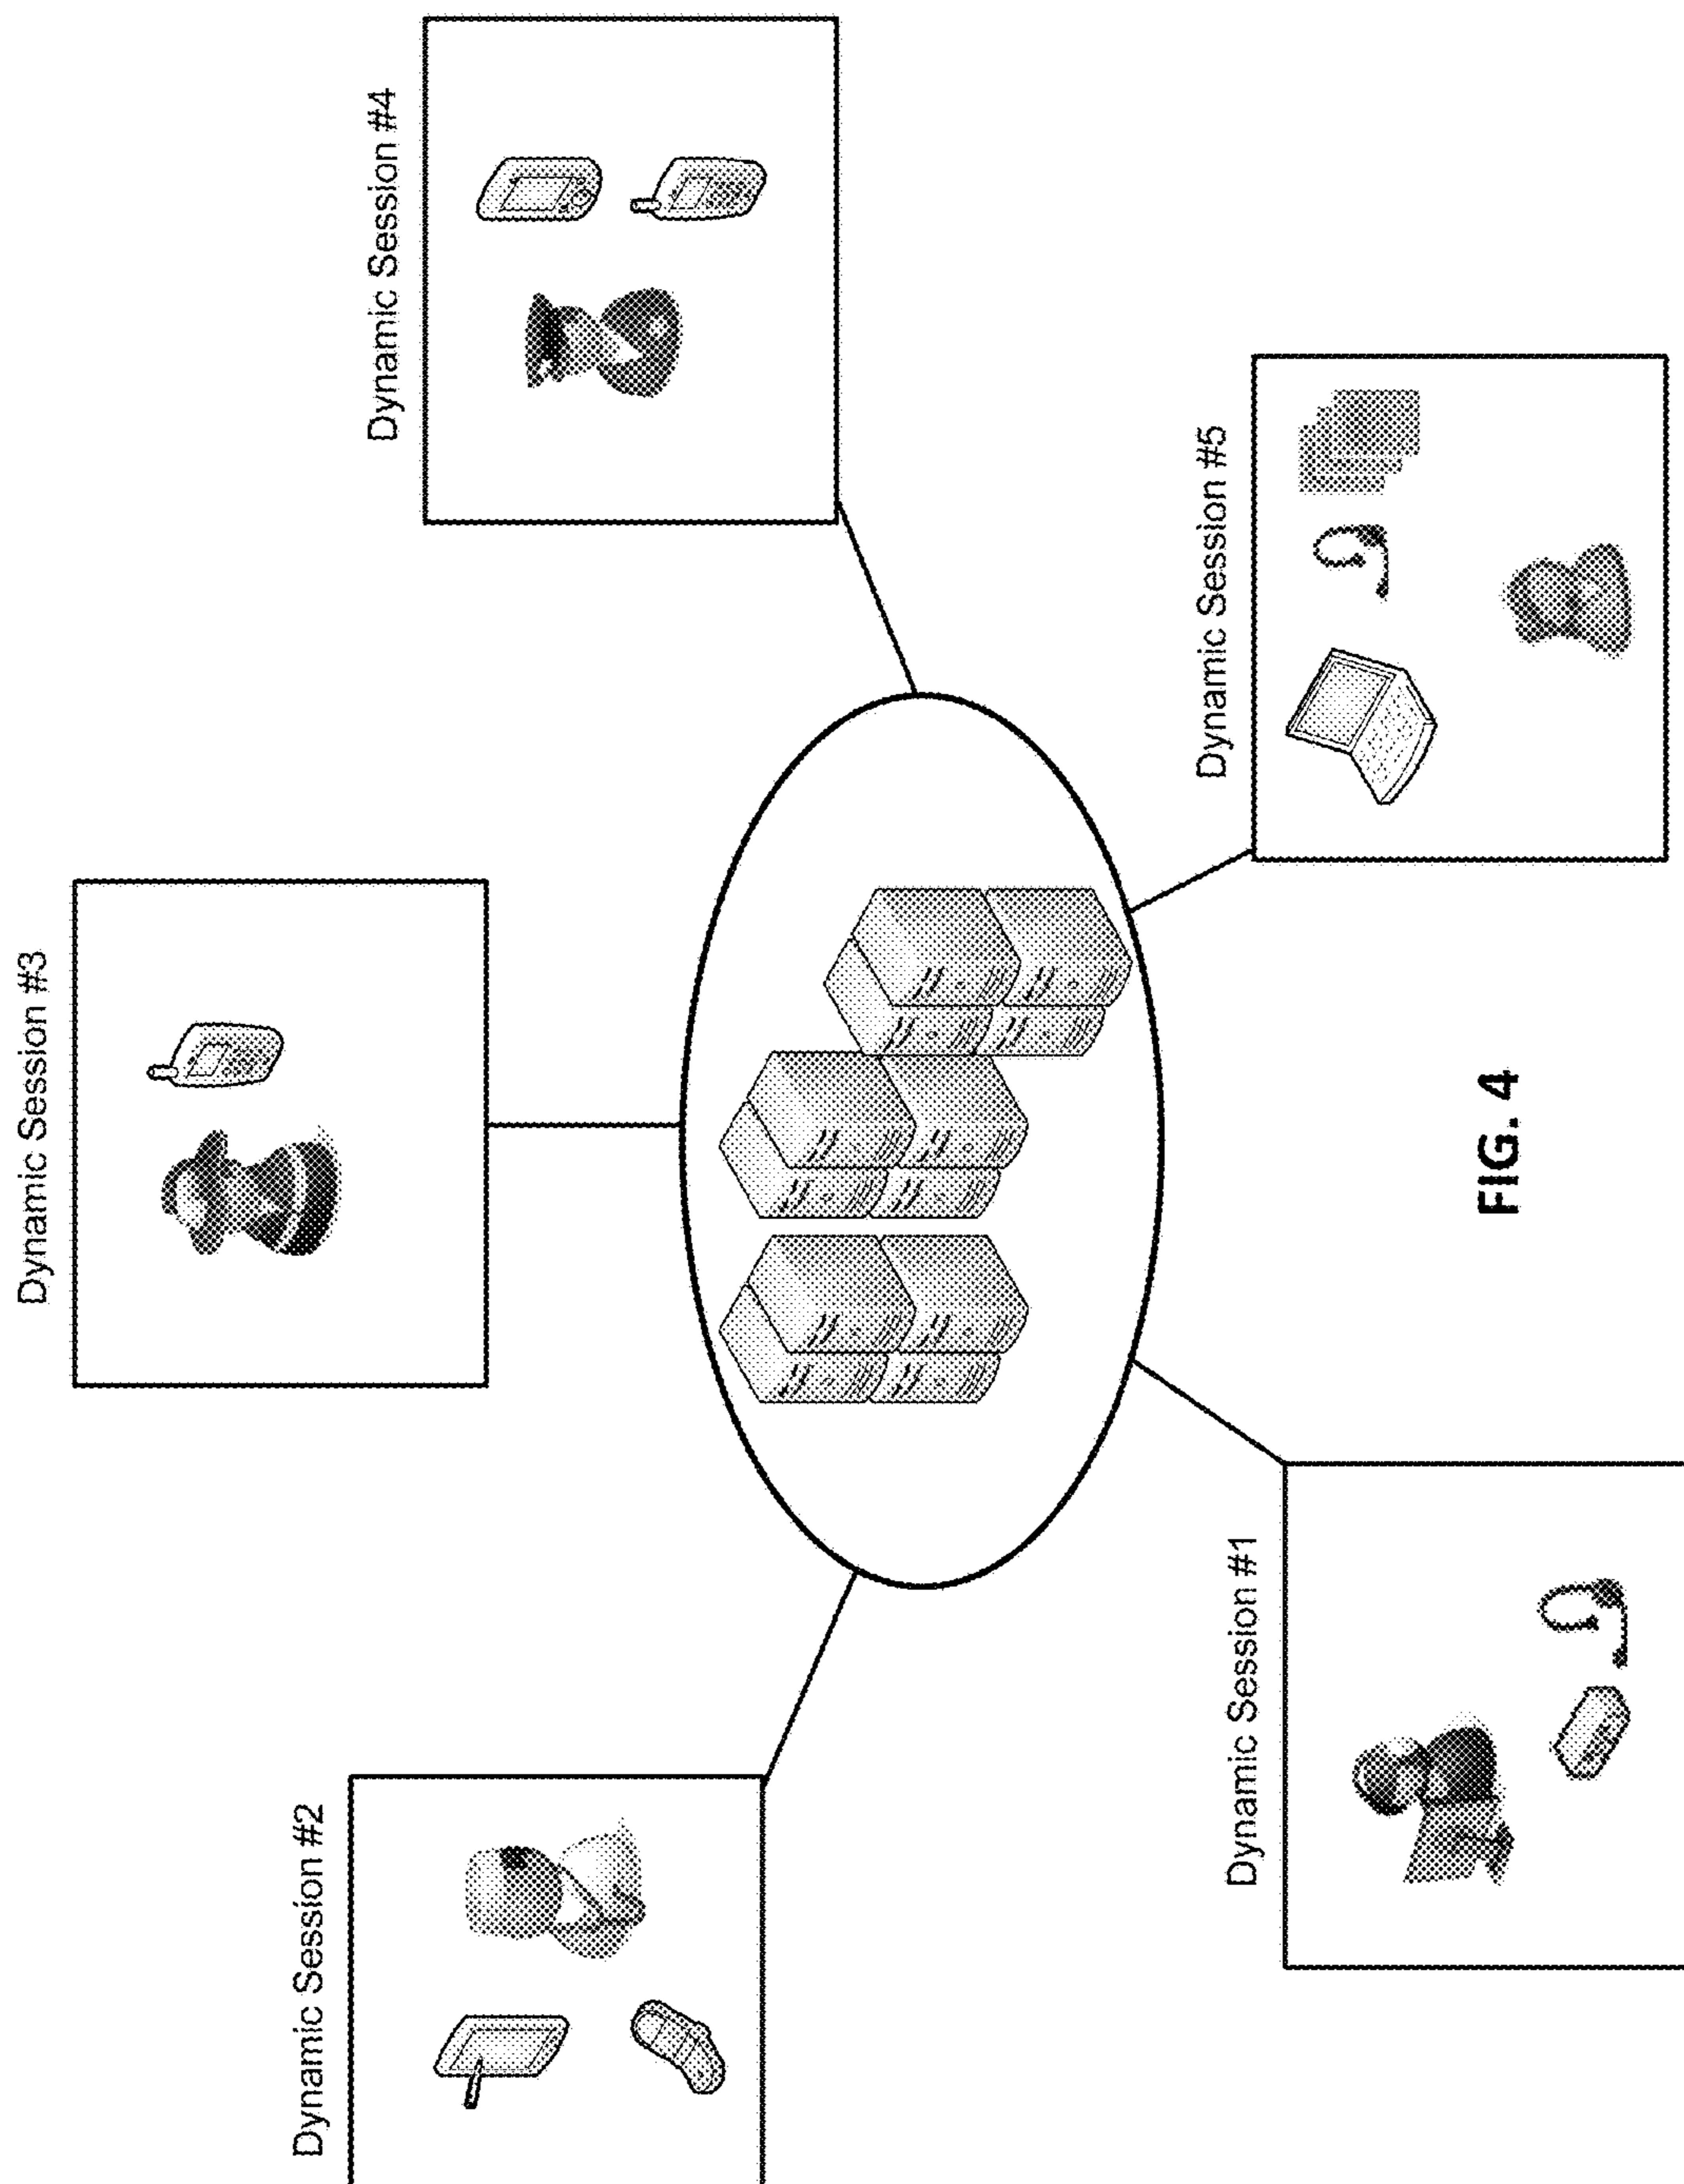 Dynamic Session #3
Dynamic Session #2
Dynamic Session #4
Dynamic Session #1
Dynamic Session #5
FIG. 4